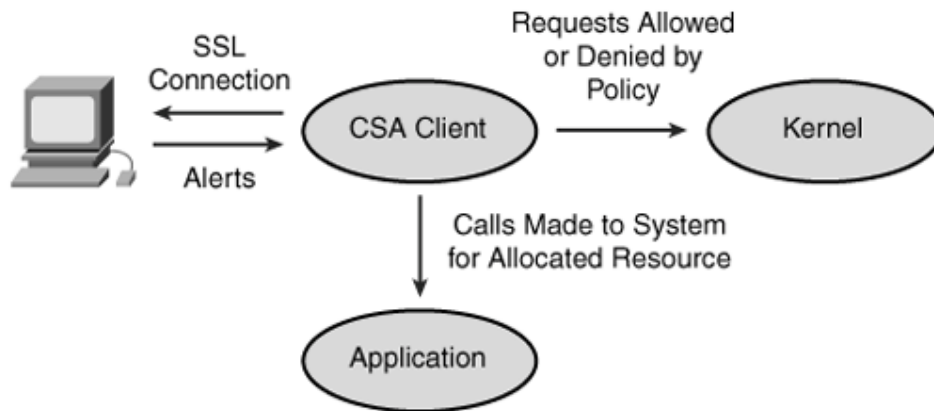 SSL
Connection
Alerts
CSA Client
Requests Allowed
or Denied by
Policy
Kernel
Calls Made to System
for Allocated Resource
Application